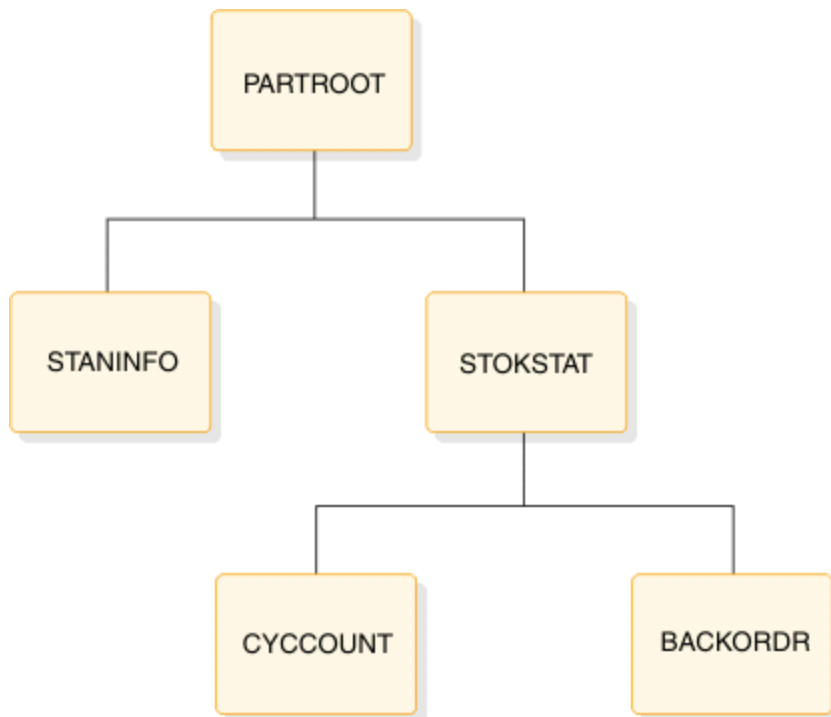 PARTROOT
STANINFO
STOKSTAT
CYCCOUNT
BACKORDR